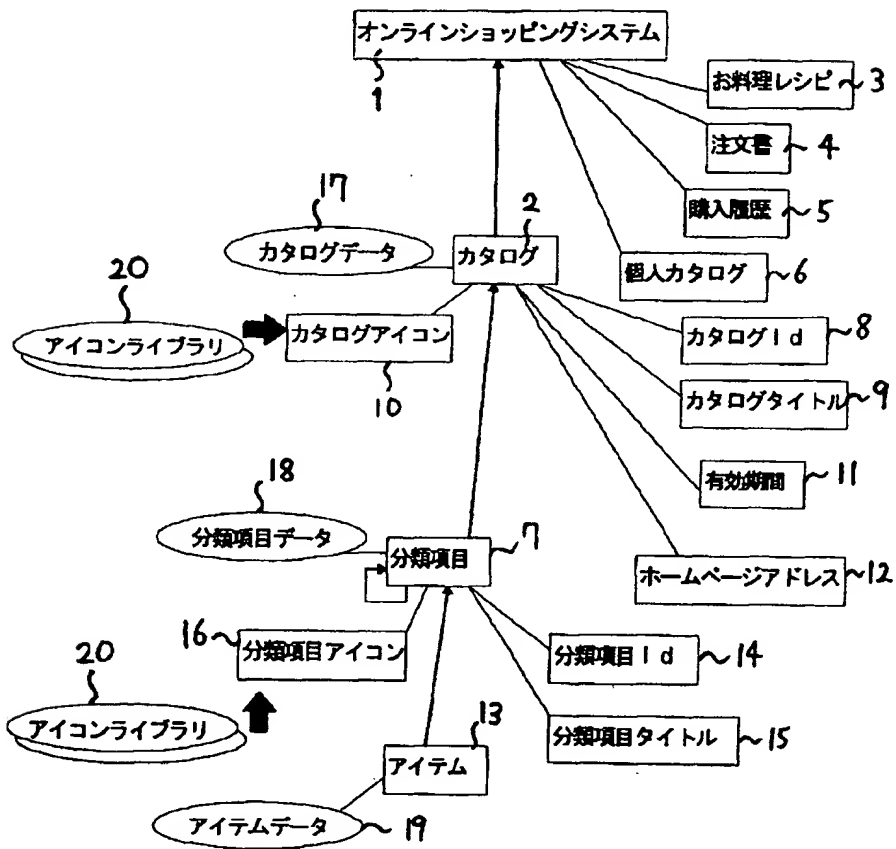 オンラインショッピングシステム
1
お料理レシピ ~3
注文書 ~4
購入履歴 ~5
個人カタログ ~6
17
カタログデータ
2
カタログ
20
アイコンライブラリ
カタログアイコン
10
カタログId ~8
カタログタイトル ~9
有効期間 ~11
ホームページアドレス ~12
18
分類項目データ
7
分類項目
16~ 分類項目アイコン
分類項目Id ~14
分類項目タイトル ~15
20
アイコンライブラリ
13
アイテム
アイテムデータ ~19